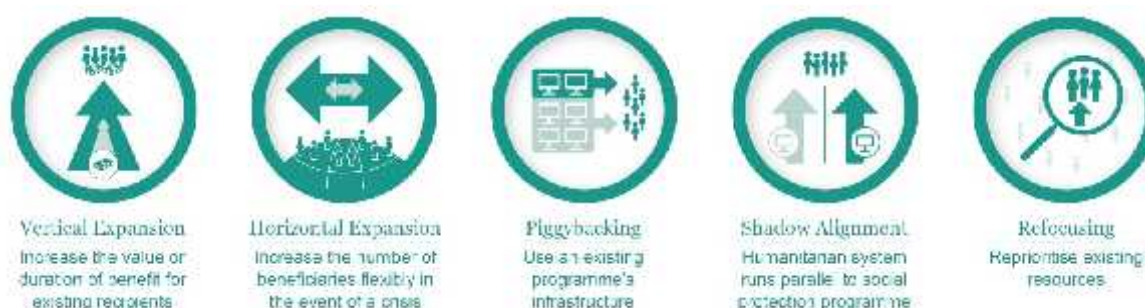 Vertical Expansion
Increase the value or
duration of benefit for
existing recipients
Horizontal Expansion
Increase the number of
beneficiaries flexibly in
the event of a crisis
Piggybacking
Use an existing
programme's
infrastructure
Shadow Alignment
Humanitarian system
runs parallel to social
protection programme
Refocusing
Reprioritise existing
resources